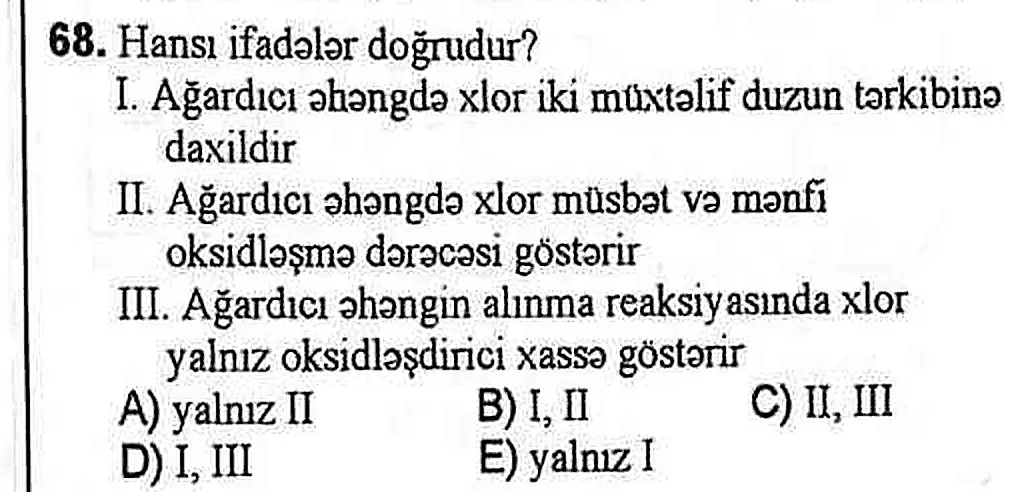 68. Hansı ifadələr doğrudur?
I. Ağardıcı əhəngdə xlor iki müxtəlif duzun tərkibinə
daxildir
II. Ağardıcı əhəngdə xlor müsbət və mənfi
oksidləşmə dərəcəsi göstərir
III. Ağardıcı əhəngin alınma reaksiyasında xlor
yalnız oksidləşdirici xassə göstərir
A) yalnız II B) I, II C) II, III
D) I, III E) yalnız I